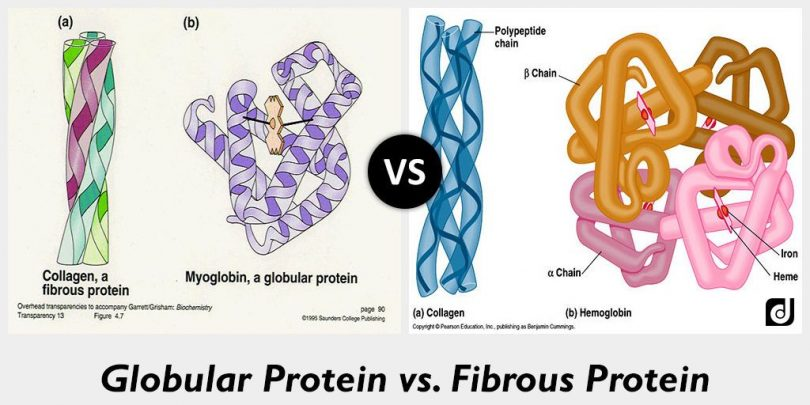 (a)
(b)
Collagen, a
fibrous protein
Myoglobin, a globular protein
Overhead transparencies to accompany Garrett/Grisham: Biochemistry
Transparency 13 Figure 4.7
page 90
©1995 Saunders College Publishing
VS
Polypeptide
chain
β Chain
α Chain
Iron
Heme
(a) Collagen
(b) Hemoglobin
Copyright © Pearson Education, Inc., publishing as Benjamin Cummings.
d
Globular Protein vs. Fibrous Protein